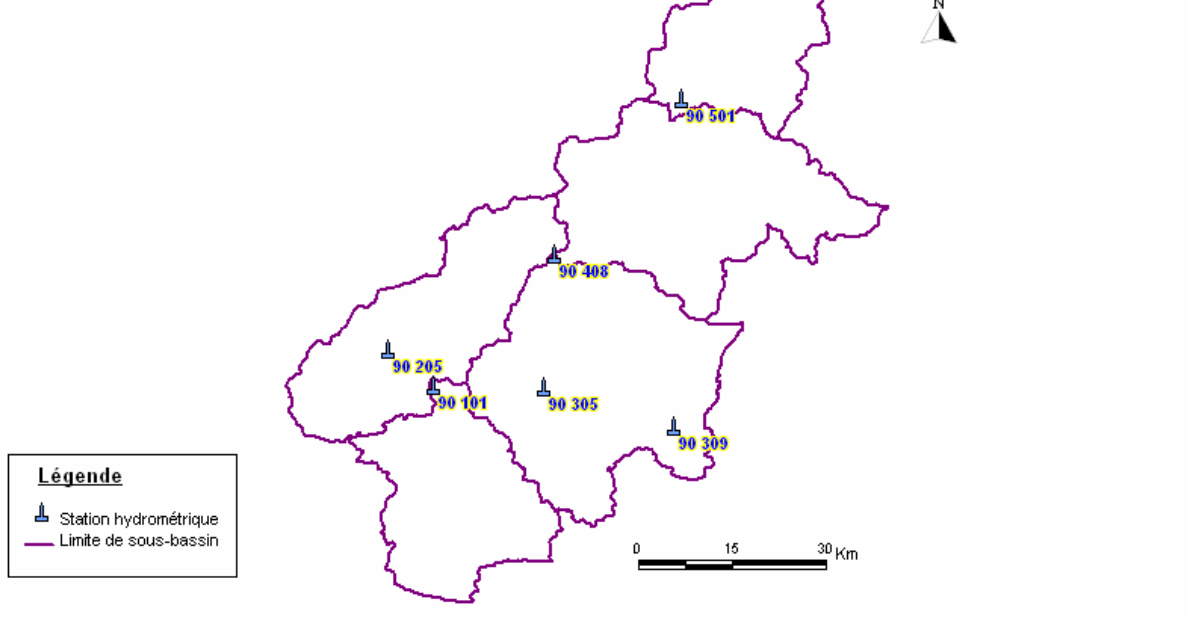 N
90 501
90 408
90 205
90 101
90 305
90 309
Légende
Station hydrométrique
Limite de sous-bassin
0 15 30 Km